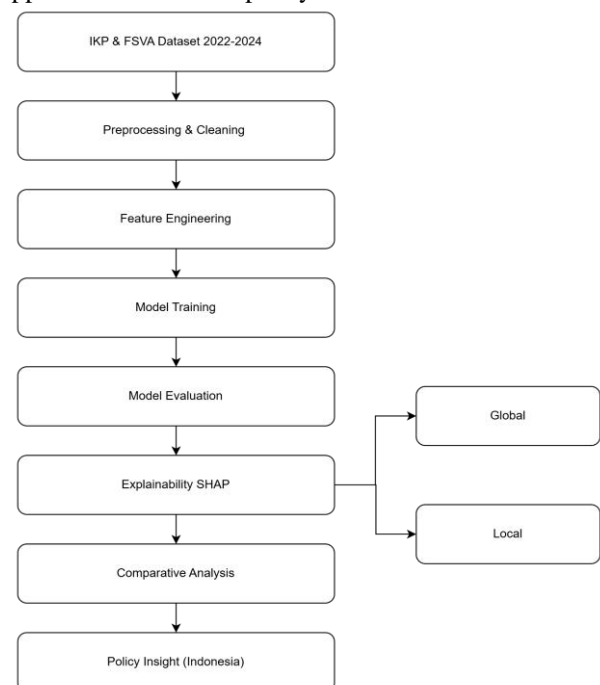 IKP & FSVA Dataset 2022-2024
Preprocessing & Cleaning
Feature Engineering
Model Training
Model Evaluation
Global
Explainability SHAP
Local
Comparative Analysis
Policy Insight (Indonesia)